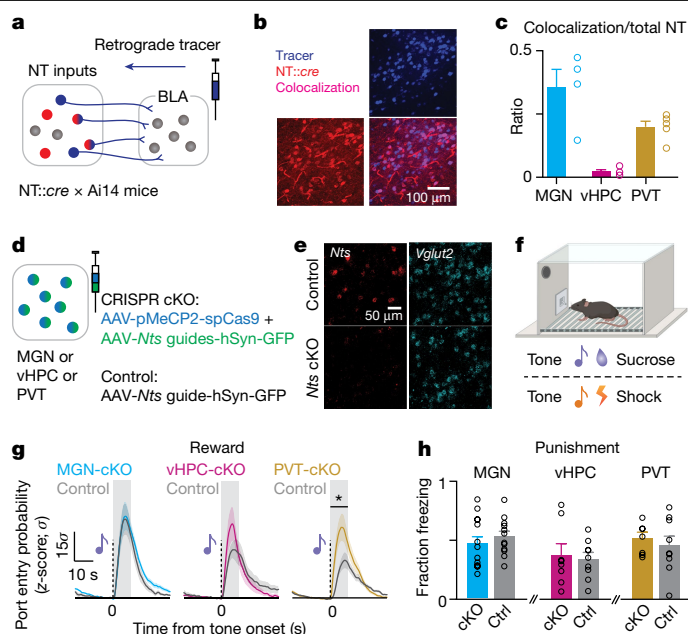 a
Retrograde tracer
NT inputs
BLA
NT::cre × Ai14 mice
b
Tracer
NT::cre
Colocalization
100 μm
c
Colocalization/total NT
0.5
Ratio
0
MGN
vHPC
PVT
d
CRISPR cKO:
AAV-pMeCP2-spCas9 +
AAV-Nts guides-hSyn-GFP
MGN or
vHPC or
PVT
Control:
AAV-Nts guide-hSyn-GFP
e
Nts
Vglut2
Control
50 μm
Nts cKO
f
Tone
Sucrose
Tone
Shock
g
Reward
MGN-cKO
Control
vHPC-cKO
Control
PVT-cKO
Control
*
Port entry probability
(z-score; σ)
15σ
10 s
0
0
0
Time from tone onset (s)
h
Punishment
MGN
vHPC
PVT
1
Fraction freezing
0
cKO
Ctrl
cKO
Ctrl
cKO
Ctrl